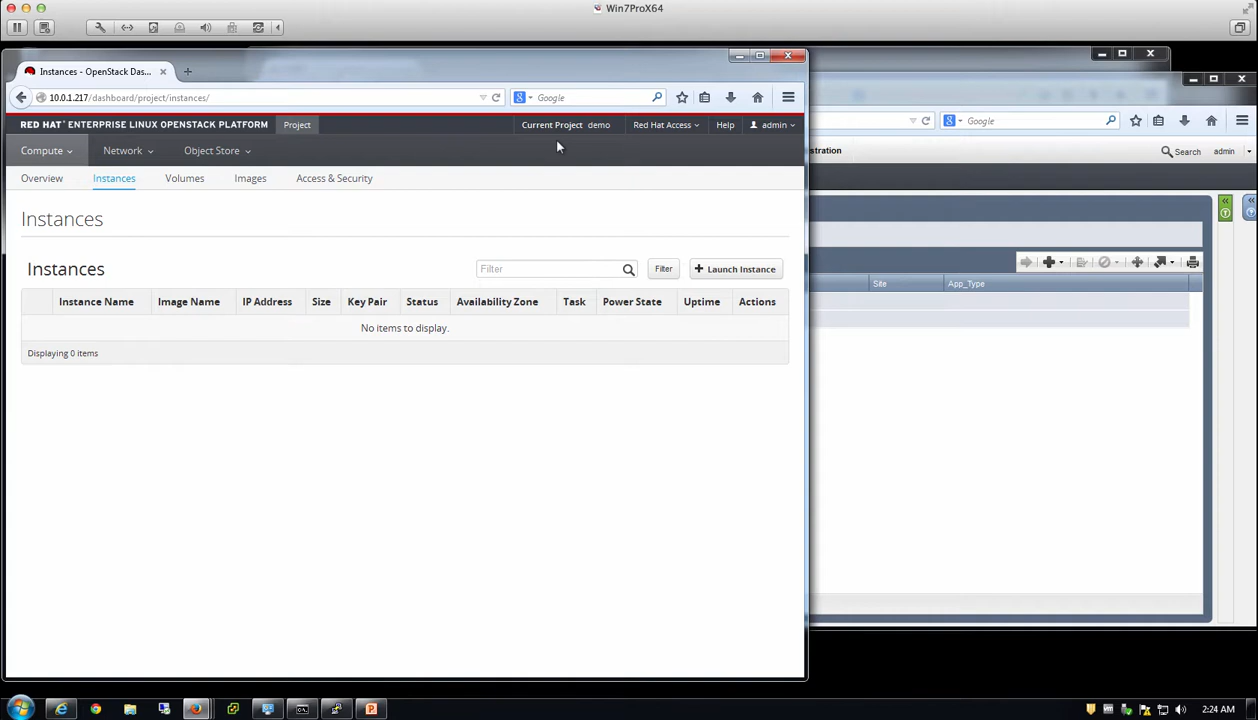 Win7ProX64
Instances - OpenStack Das...
10.0.1.217/dashboard/project/instances/
Google
RED HAT ENTERPRISE LINUX OPENSTACK PLATFORM
Project
Current Project demo
Red Hat Access
Help
admin
Compute
Network
Object Store
Overview
Instances
Volumes
Images
Access & Security
Instances
Instances
Filter
Filter
Launch Instance
Instance Name
Image Name
IP Address
Size
Key Pair
Status
Availability Zone
Task
Power State
Uptime
Actions
No items to display.
Displaying 0 items
Google
istration
Search
admin
Site
App_Type
2:24 AM